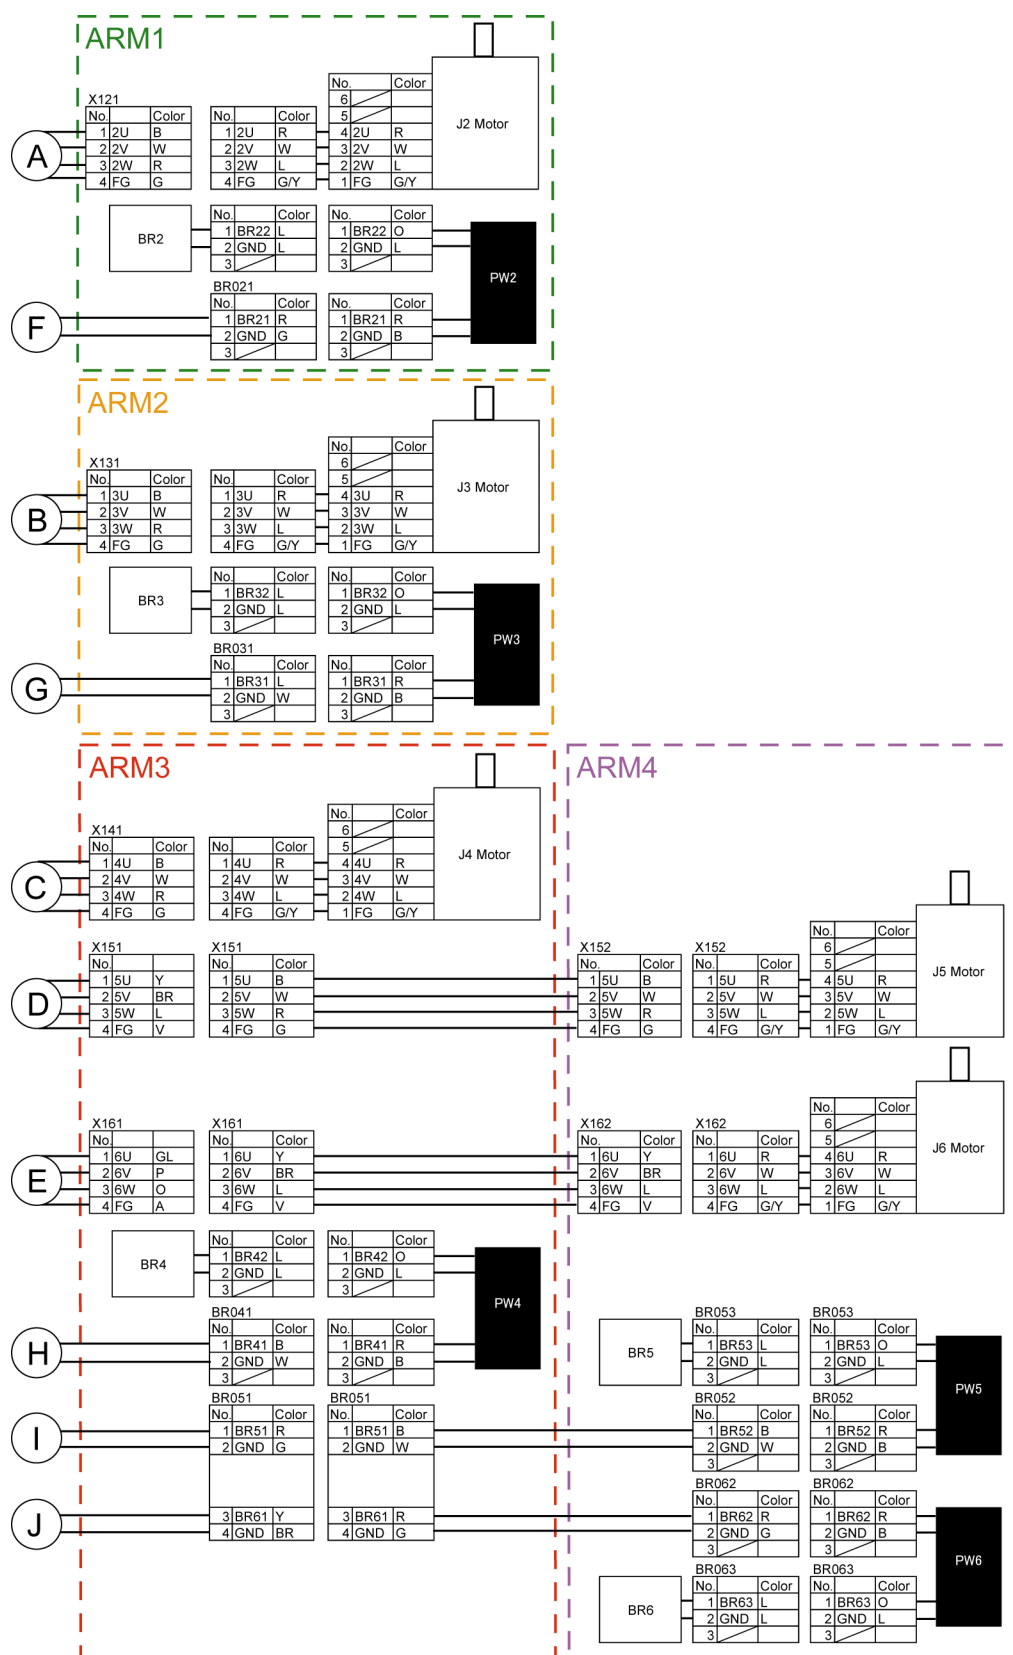 ARM1
X121
No. Color
1 2U B
2 2V W
3 2W R
4 FG G
A
No. Color
1 2U R
2 2V W
3 2W L
4 FG G/Y
No. Color
6
5
4 2U R
3 2V W
2 2W L
1 FG G/Y
J2 Motor
BR2
No. Color
1 BR22 L
2 GND L
3
No. Color
1 BR22 O
2 GND L
3
PW2
F
BR021
No. Color
1 BR21 R
2 GND G
3
No. Color
1 BR21 R
2 GND B
3
ARM2
X131
No. Color
1 3U B
2 3V W
3 3W R
4 FG G
B
No. Color
1 3U R
2 3V W
3 3W L
4 FG G/Y
No. Color
6
5
4 3U R
3 3V W
2 3W L
1 FG G/Y
J3 Motor
BR3
No. Color
1 BR32 L
2 GND L
3
No. Color
1 BR32 O
2 GND L
3
PW3
G
BR031
No. Color
1 BR31 L
2 GND W
3
No. Color
1 BR31 R
2 GND B
3
ARM3
X141
No. Color
1 4U B
2 4V W
3 4W R
4 FG G
C
No. Color
1 4U R
2 4V W
3 4W L
4 FG G/Y
No. Color
6
5
4 4U R
3 4V W
2 4W L
1 FG G/Y
J4 Motor
D
X151
No.
1 5U Y
2 5V BR
3 5W L
4 FG V
X151
No. Color
1 5U B
2 5V W
3 5W R
4 FG G
E
X161
No.
1 6U GL
2 6V P
3 6W O
4 FG A
X161
No. Color
1 6U Y
2 6V BR
3 6W L
4 FG V
BR4
No. Color
1 BR42 L
2 GND L
3
No. Color
1 BR42 O
2 GND L
3
PW4
H
BR041
No. Color
1 BR41 B
2 GND W
3
No. Color
1 BR41 R
2 GND B
3
I
J
BR051
No. Color
1 BR51 R
2 GND G
3 BR61 Y
4 GND BR
BR051
No. Color
1 BR51 B
2 GND W
3 BR61 R
4 GND G
ARM4
X152
No. Color
1 5U B
2 5V W
3 5W R
4 FG G
X152
No. Color
1 5U R
2 5V W
3 5W L
4 FG G/Y
No. Color
6
5
4 5U R
3 5V W
2 5W L
1 FG G/Y
J5 Motor
X162
No. Color
1 6U Y
2 6V BR
3 6W L
4 FG V
X162
No. Color
1 6U R
2 6V W
3 6W L
4 FG G/Y
No. Color
6
5
4 6U R
3 6V W
2 6W L
1 FG G/Y
J6 Motor
BR5
BR053
No. Color
1 BR53 L
2 GND L
3
BR053
No. Color
1 BR53 O
2 GND L
3
PW5
BR052
No. Color
1 BR52 B
2 GND W
3
BR052
No. Color
1 BR52 R
2 GND B
3
BR062
No. Color
1 BR62 R
2 GND G
3
BR062
No. Color
1 BR62 R
2 GND B
3
PW6
BR6
BR063
No. Color
1 BR63 L
2 GND L
3
BR063
No. Color
1 BR63 O
2 GND L
3